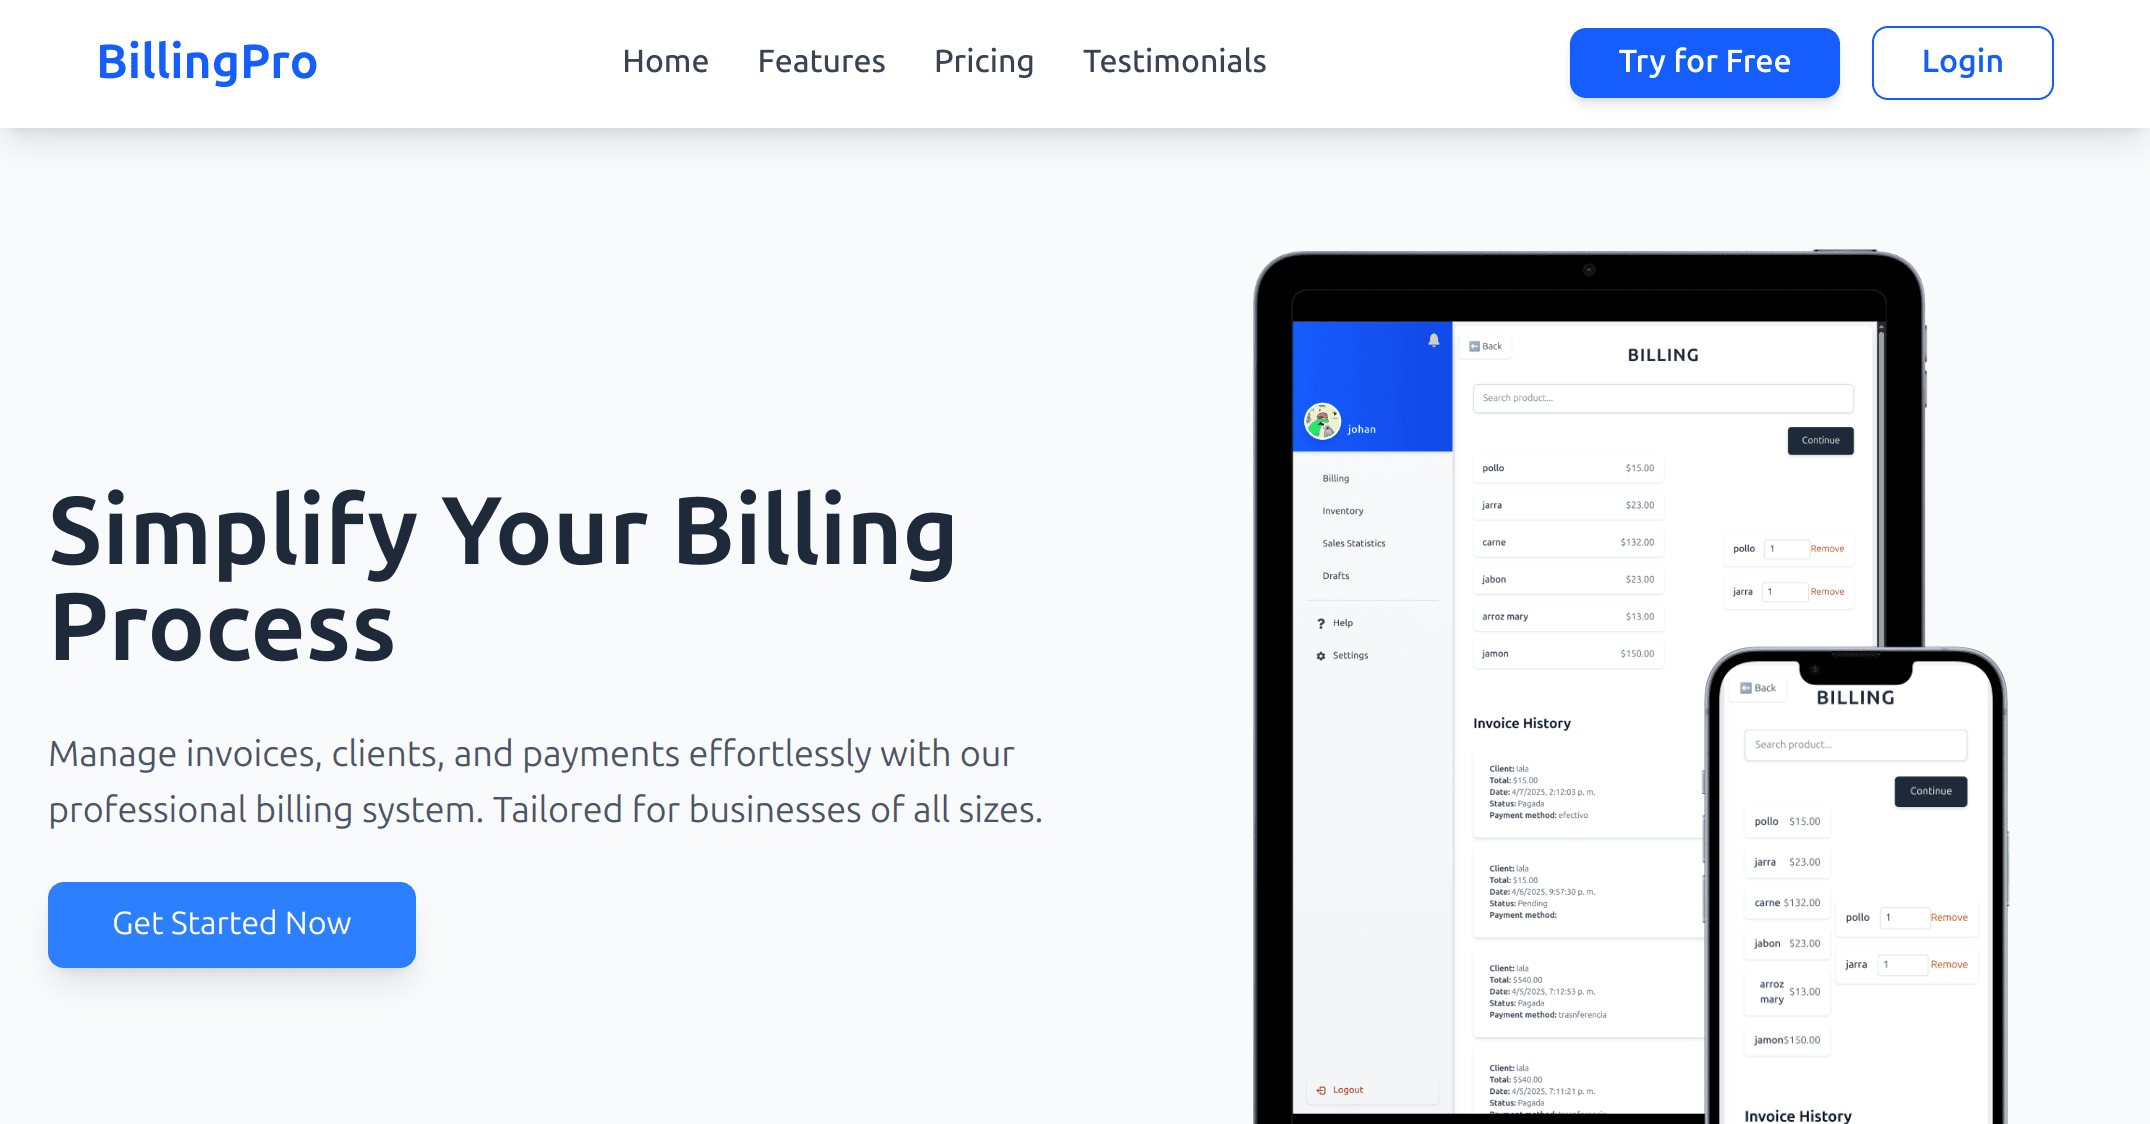 BillingPro
Home Features Pricing Testimonials
Try for Free
Login
Simplify Your Billing
Process
Manage invoices, clients, and payments effortlessly with our
professional billing system. Tailored for businesses of all sizes.
Get Started Now
johan
Billing
Inventory
Sales Statistics
Drafts
Help
Settings
Logout
Back
BILLING
Search product...
Continue
pollo $15.00
jarra $23.00
carne $132.00
jabon $23.00
arroz mary $13.00
jamon $150.00
pollo 1 Remove
jarra 1 Remove
Invoice History
Client: lala
Total: $15.00
Date: 4/7/2025, 2:12:03 p. m.
Status: Pagada
Payment method: efectivo
Client: lala
Total: $15.00
Date: 4/6/2025, 9:57:30 p. m.
Status: Pending
Payment method:
Client: lala
Total: $540.00
Date: 4/5/2025, 7:12:53 p. m.
Status: Pagada
Payment method: trasnferencia
Client: lala
Total: $540.00
Date: 4/5/2025, 7:11:21 p. m.
Status: Pagada
Back
BILLING
Search product...
Continue
pollo $15.00
jarra $23.00
carne $132.00
jabon $23.00
arroz
mary $13.00
jamon $150.00
pollo 1 Remove
jarra 1 Remove
Invoice History